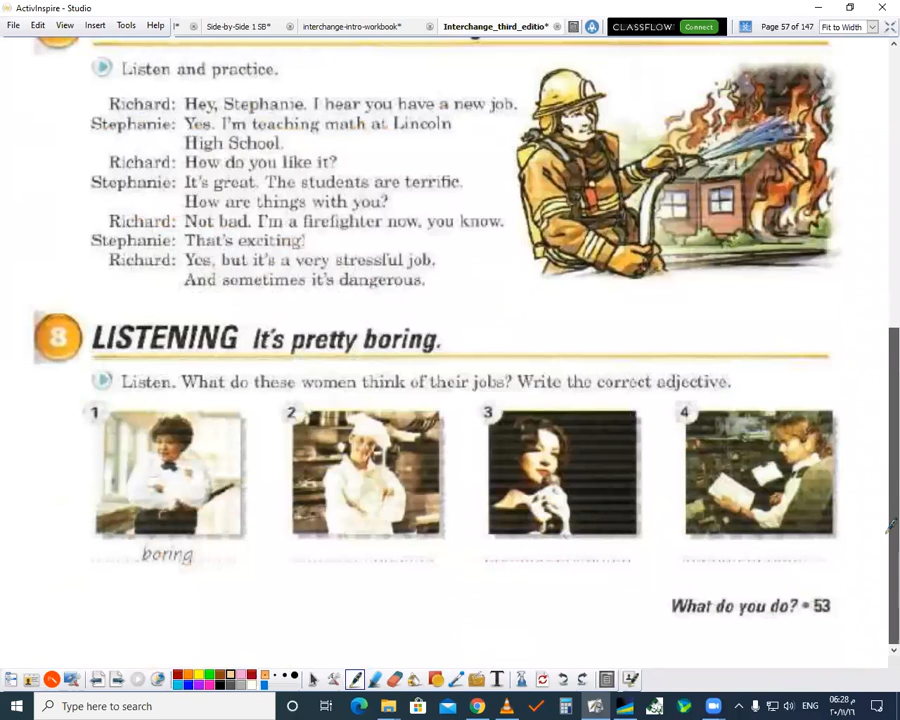 ActivInspire - Studio
File Edit View Insert Tools Help
Side-by-Side 1 SB*
interchange-intro-workbook*
Interchange_third_editio*
CLASSFLOW
Connect
Page 57 of 147
Fit to Width
Listen and practice.
Richard: Hey, Stephanie. I hear you have a new job.
Stephanie: Yes. I'm teaching math at Lincoln
High School.
Richard: How do you like it?
Stephanie: It's great. The students are terrific.
How are things with you?
Richard: Not bad. I'm a firefighter now, you know.
Stephanie: That's exciting!
Richard: Yes, but it's a very stressful job.
And sometimes it's dangerous.
8 LISTENING It's pretty boring.
Listen. What do these women think of their jobs? Write the correct adjective.
1 2 3 4
boring
What do you do? • 53
Type here to search
ENG
06:28 م